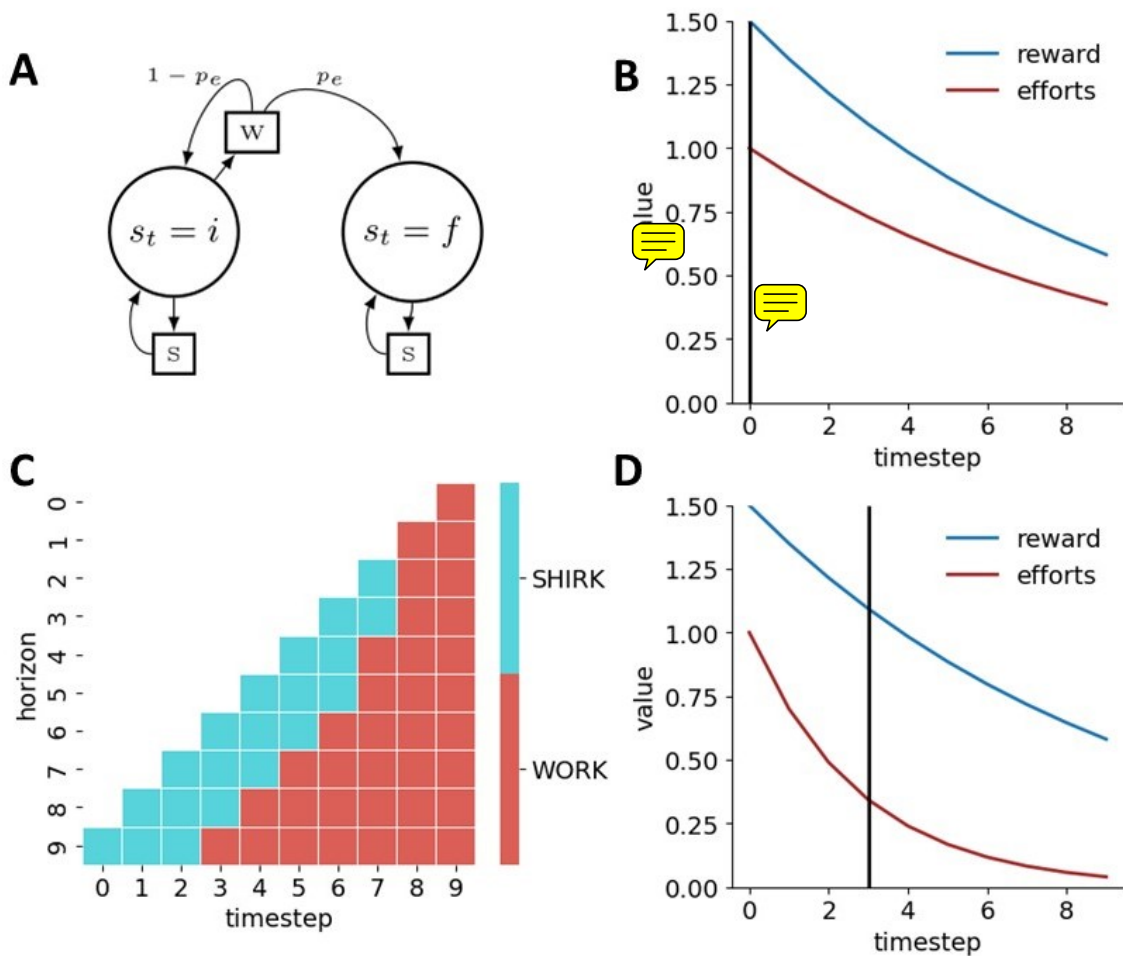 A
1 − p_e
p_e
W
s_t = i
s_t = f
S
S
B
1.50
1.25
1.00
0.75
0.50
0.25
0.00
reward
efforts
0 2 4 6 8
timestep
C
horizon
0
1
2
3
4
5
6
7
8
9
0 1 2 3 4 5 6 7 8 9
timestep
SHIRK
WORK
D
value
1.50
1.25
1.00
0.75
0.50
0.25
0.00
reward
efforts
0 2 4 6 8
timestep